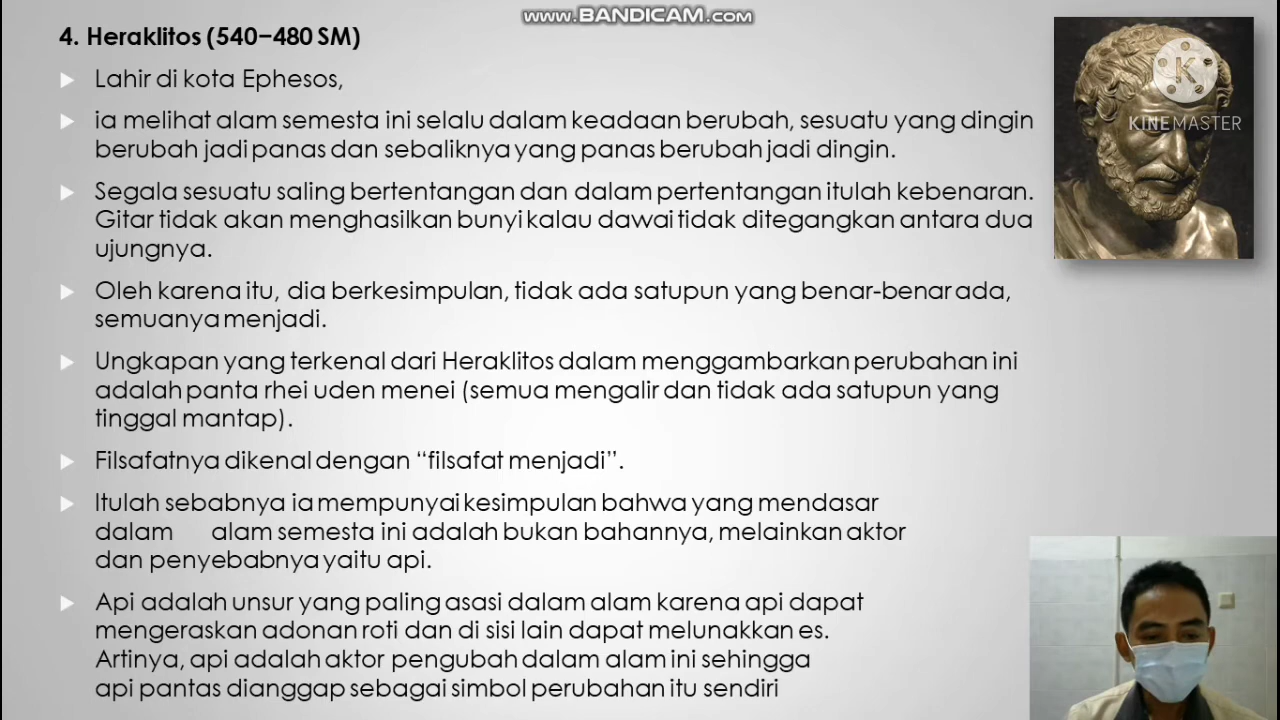 www.BANDICAM.com
4. Heraklitos (540–480 SM)
Lahir di kota Ephesos,
ia melihat alam semesta ini selalu dalam keadaan berubah, sesuatu yang dingin
berubah jadi panas dan sebaliknya yang panas berubah jadi dingin.
Segala sesuatu saling bertentangan dan dalam pertentangan itulah kebenaran.
Gitar tidak akan menghasilkan bunyi kalau dawai tidak ditegangkan antara dua
ujungnya.
Oleh karena itu, dia berkesimpulan, tidak ada satupun yang benar-benar ada,
semuanya menjadi.
Ungkapan yang terkenal dari Heraklitos dalam menggambarkan perubahan ini
adalah panta rhei uden menei (semua mengalir dan tidak ada satupun yang
tinggal mantap).
Filsafatnya dikenal dengan “filsafat menjadi”.
Itulah sebabnya ia mempunyai kesimpulan bahwa yang mendasar
dalam alam semesta ini adalah bukan bahannya, melainkan aktor
dan penyebabnya yaitu api.
Api adalah unsur yang paling asasi dalam alam karena api dapat
mengeraskan adonan roti dan di sisi lain dapat melunakkan es.
Artinya, api adalah aktor pengubah dalam alam ini sehingga
api pantas dianggap sebagai simbol perubahan itu sendiri
K
KINEMASTER